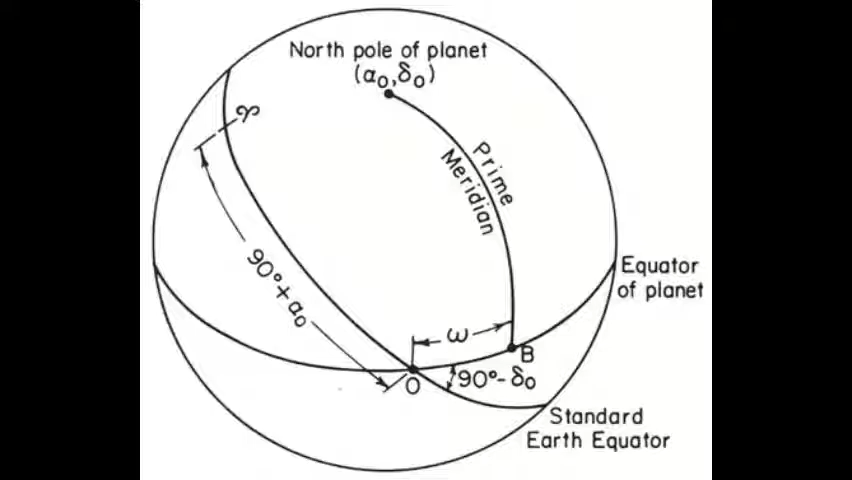 North pole of planet
(α₀,δ₀)
♈
Prime
Meridian
90°+α₀
Equator
of planet
ω
B
90°-δ₀
O
Standard
Earth Equator